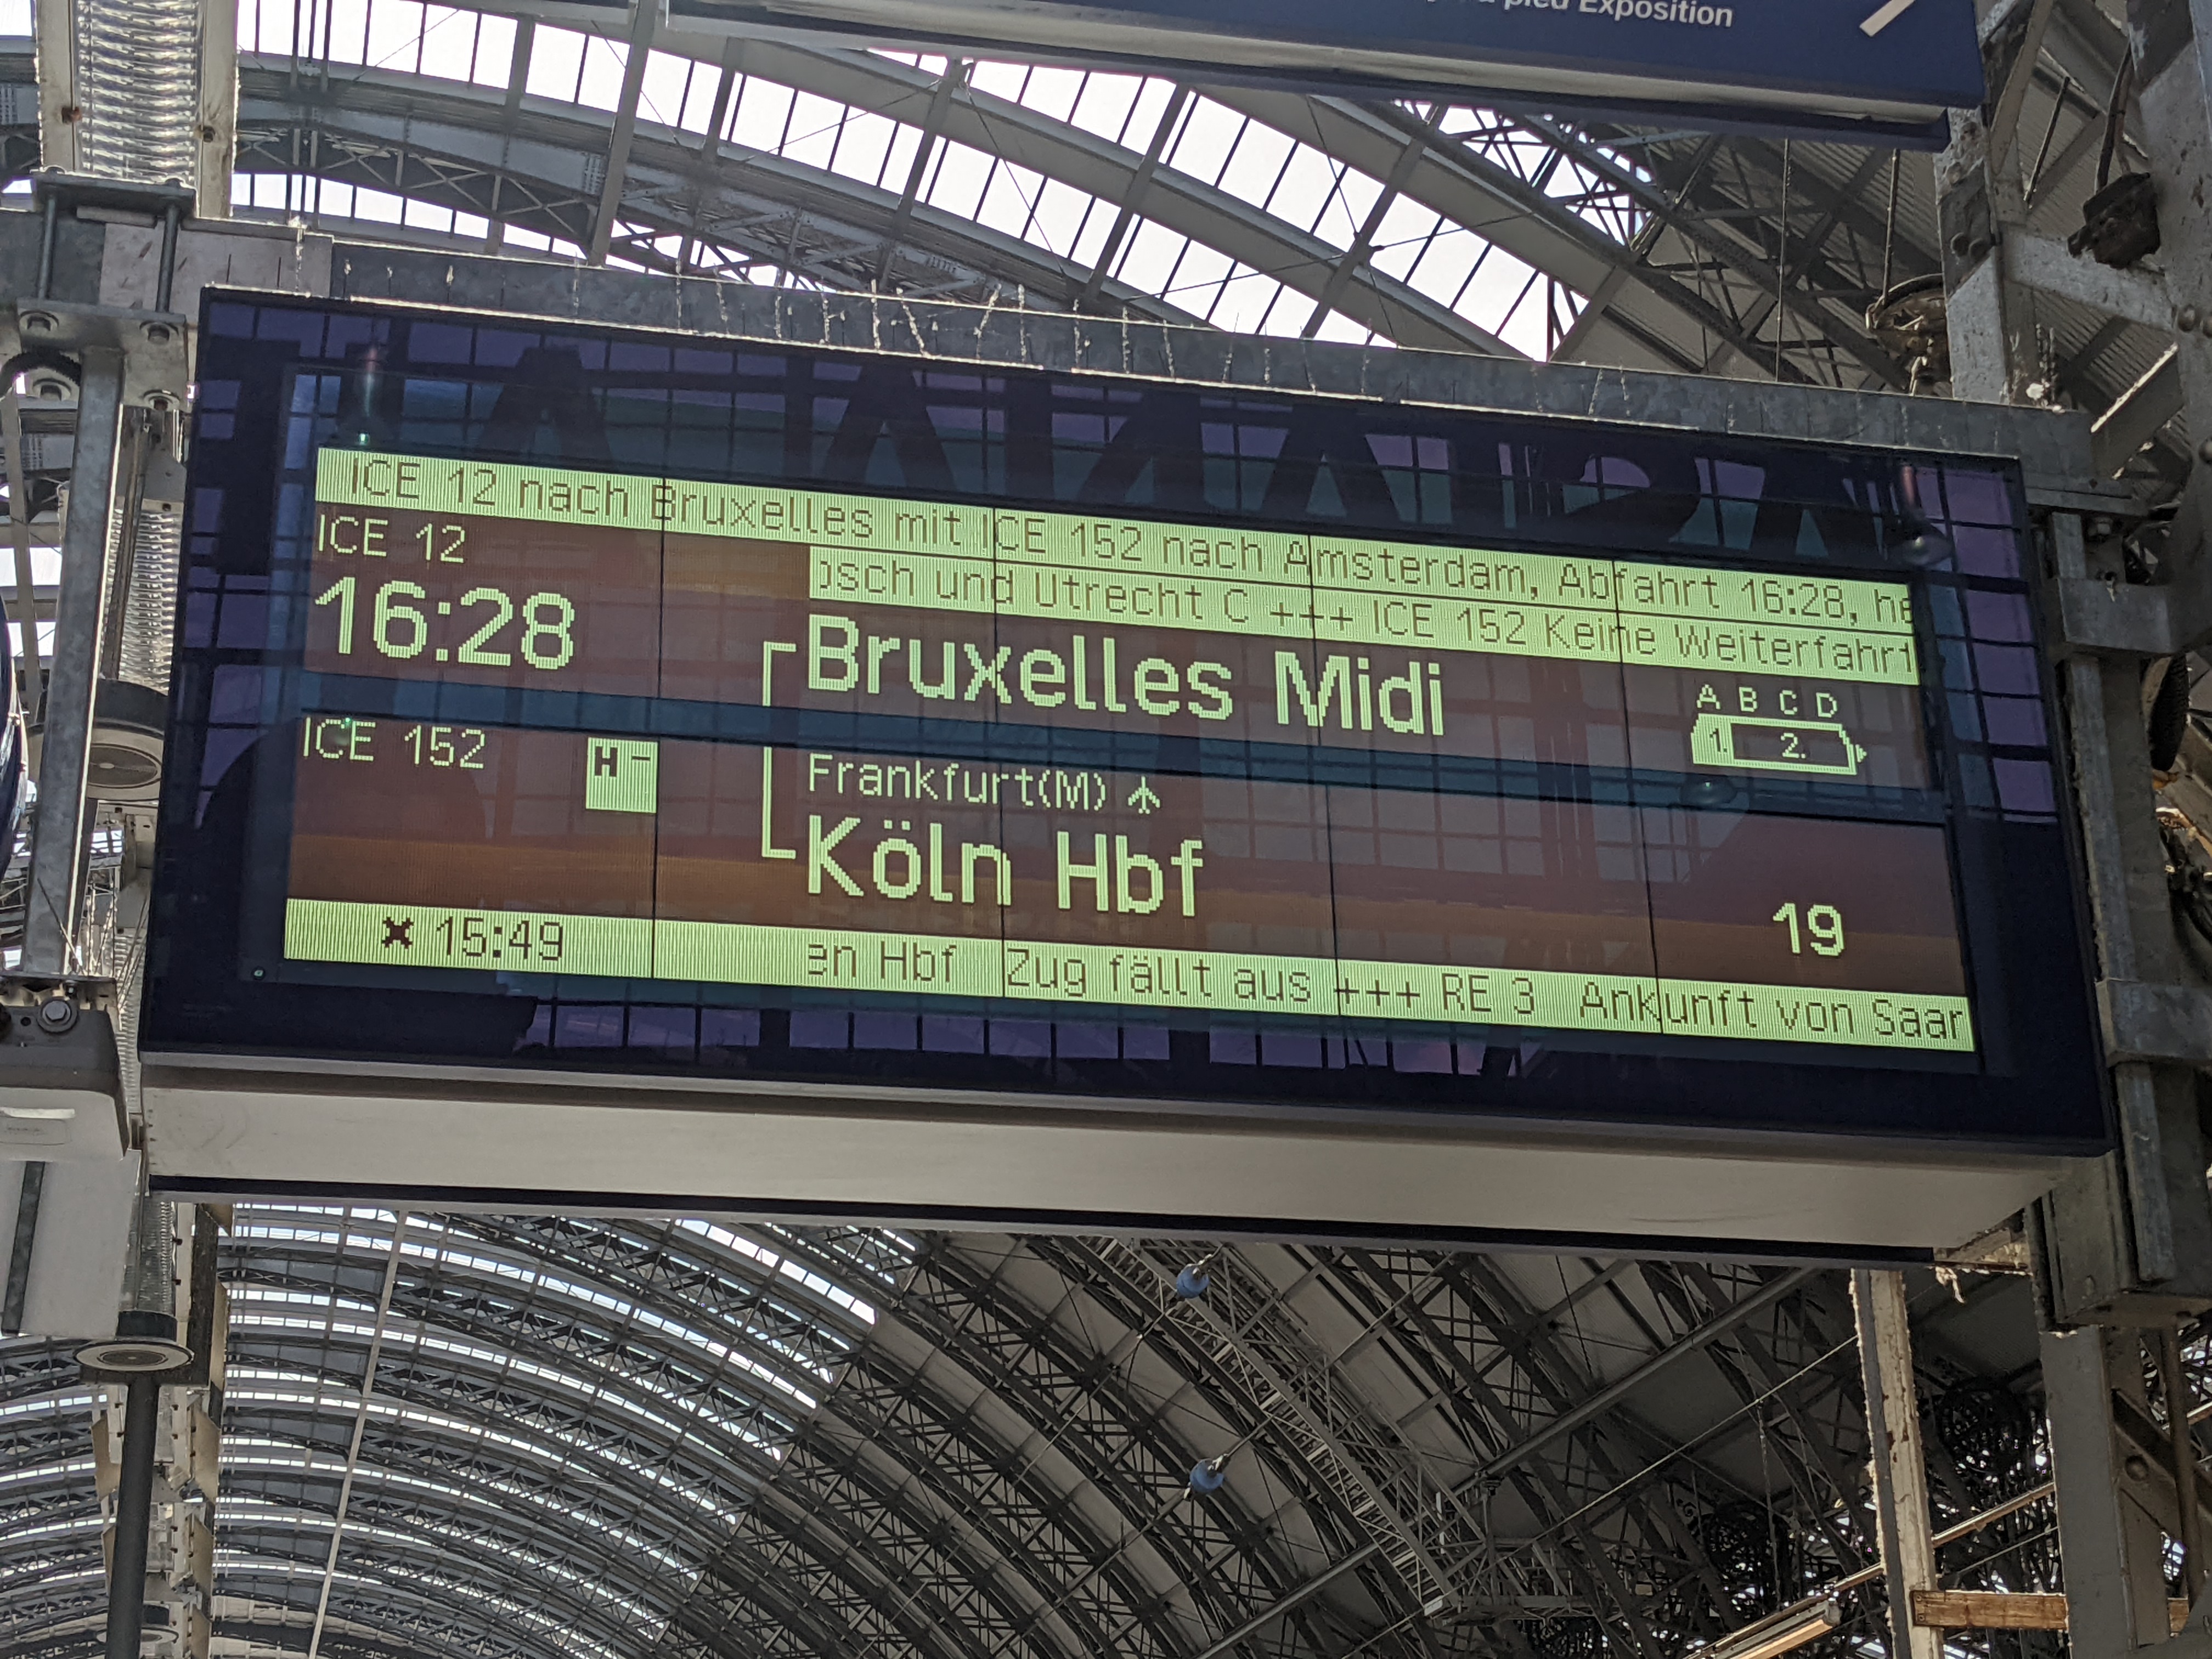 pied Exposition
ICE 12 nach Bruxelles mit ICE 152 nach Amsterdam, Abfahrt 16:28, he
ICE 12
osch und Utrecht C +++ ICE 152 Keine Weiterfahrt
16:28
Bruxelles Midi
A B C D
1. 2.
ICE 152
H
Frankfurt(M)
Köln Hbf
19
15:49
en Hbf Zug fällt aus +++ RE 3 Ankunft von Saar